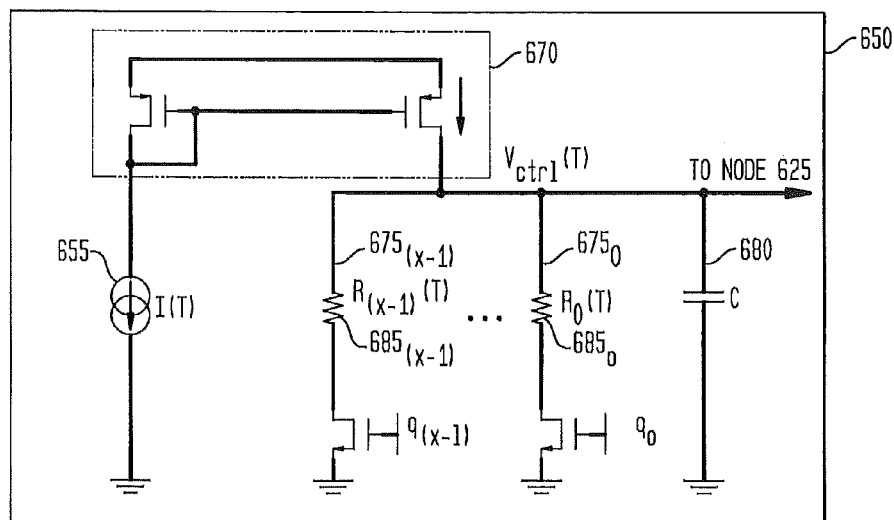 650
670
V_ctrl(T)
TO NODE 625
655
I(T)
675_(x-1)
675_0
680
R_(x-1)(T)
R_0(T)
C
685_(x-1)
...
685_0
q_(x-1)
q_0